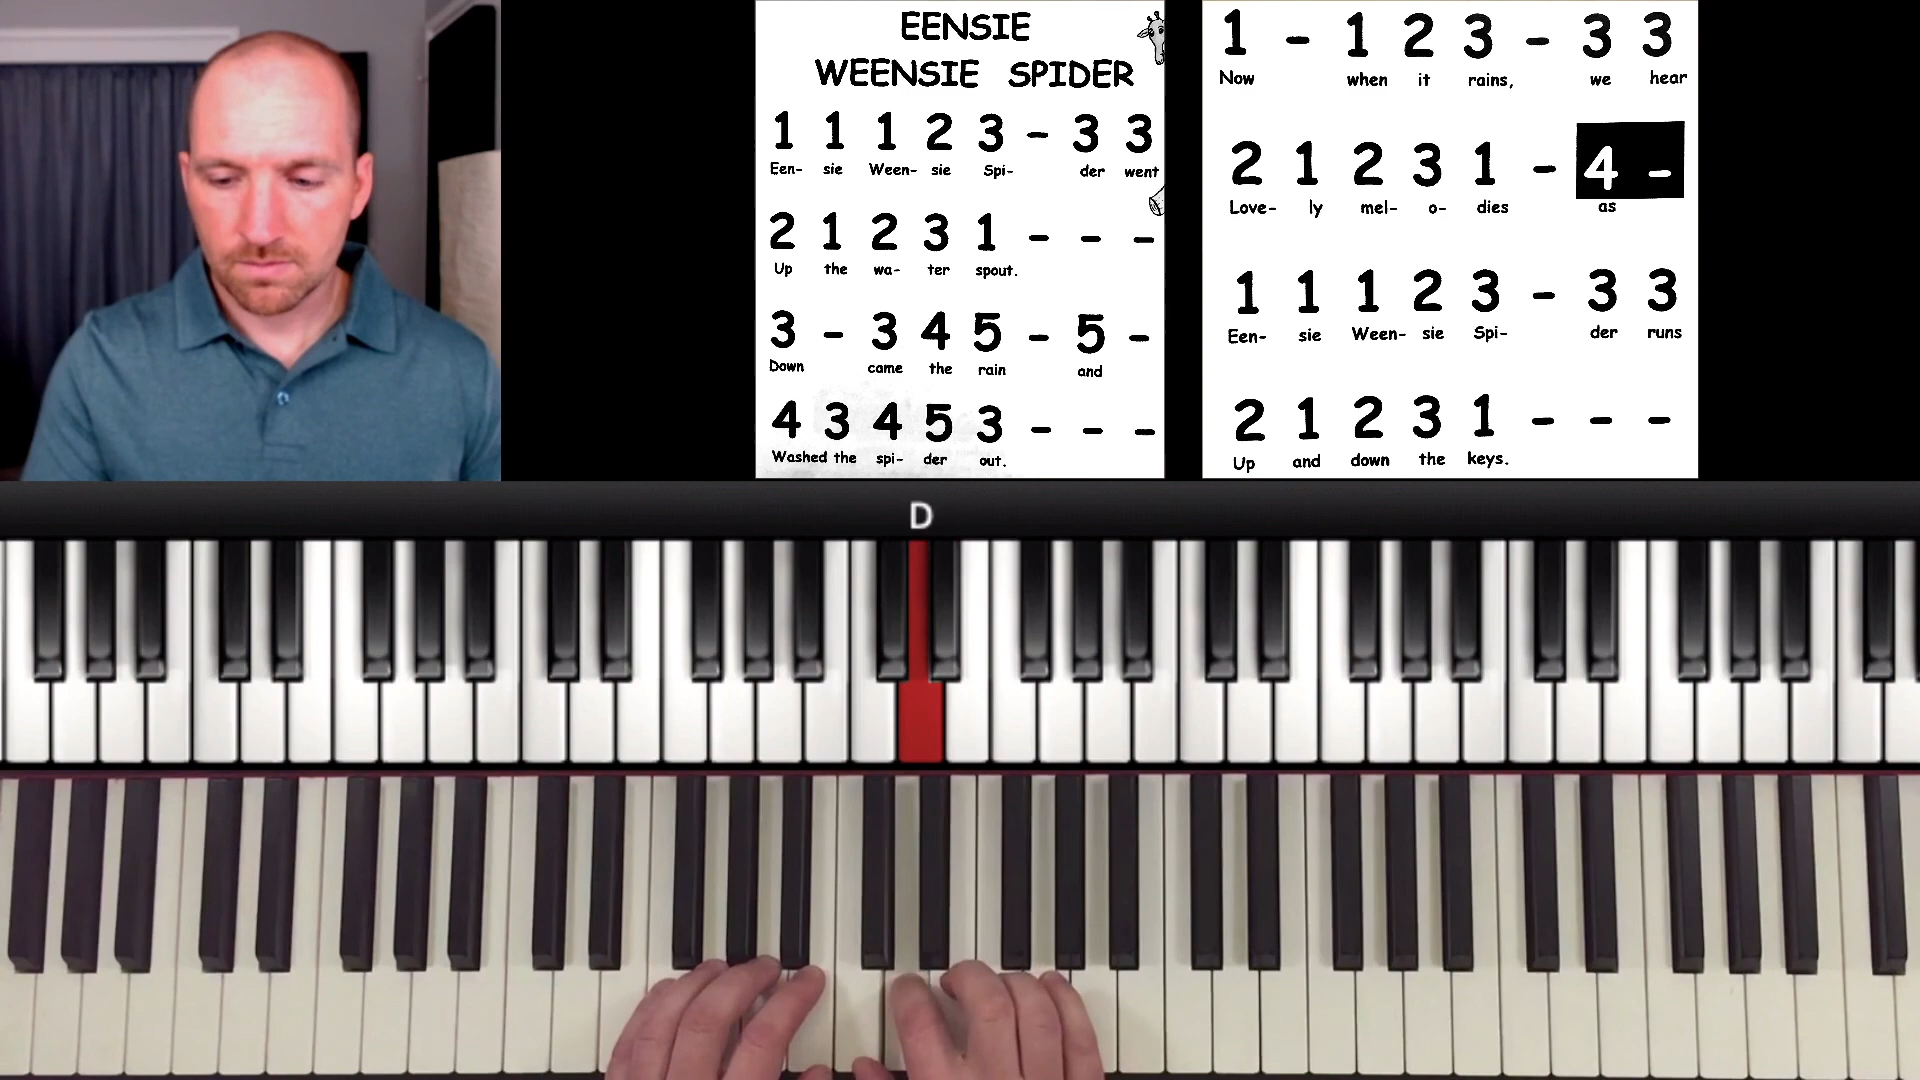 EENSIE
WEENSIE SPIDER
1 1 1 2 3 - 3 3
Een- sie Ween- sie Spi- der went
2 1 2 3 1 - - -
Up the wa- ter spout.
3 - 3 4 5 - 5 -
Down came the rain and
4 3 4 5 3 - - -
Washed the spi- der out.
1 - 1 2 3 - 3 3
Now when it rains, we hear
2 1 2 3 1 - 4 -
Love- ly mel- o- dies as
1 1 1 2 3 - 3 3
Een- sie Ween- sie Spi- der runs
2 1 2 3 1 - - -
Up and down the keys.
D